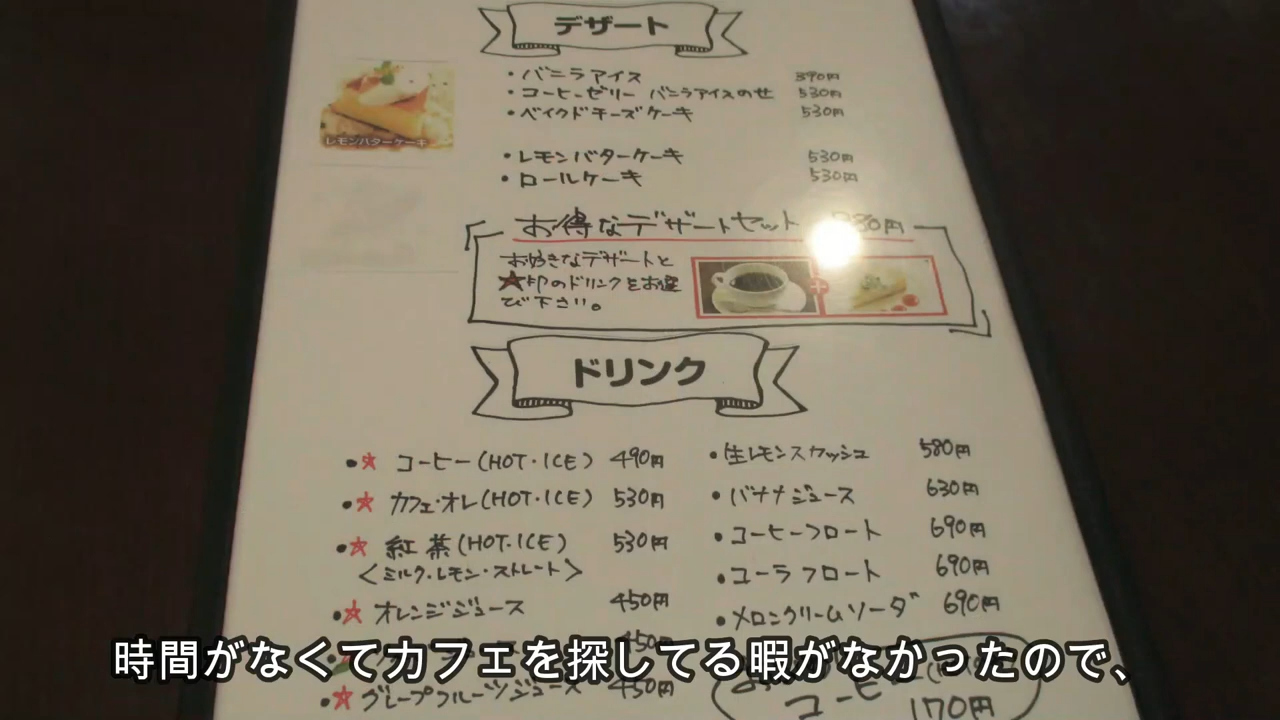 デザート
・バニラアイス 390円
・コーヒーゼリー バニラアイスのせ 530円
・ベイクドチーズケーキ 530円
レモンバターケーキ
・レモンバターケーキ 530円
・ロールケーキ 530円
お得なデザートセット 80円
お好きなデザートと
★印のドリンクをお選
び下さい。
+
ドリンク
・☆ コーヒー(HOT・ICE) 490円
・☆ カフェ・オレ(HOT・ICE) 530円
・☆ 紅茶(HOT・ICE) 530円
<ミルク・レモン・ストレート>
・☆ オレンジジュース 450円
450円
・☆ グレープフルーツジュース 450円
・生レモンスカッシュ 580円
・バナナジュース 630円
・コーヒーフロート 690円
・コーラフロート 690円
・メロンクリームソーダ 690円
コーヒー 170円
時間がなくてカフェを探してる暇がなかったので、